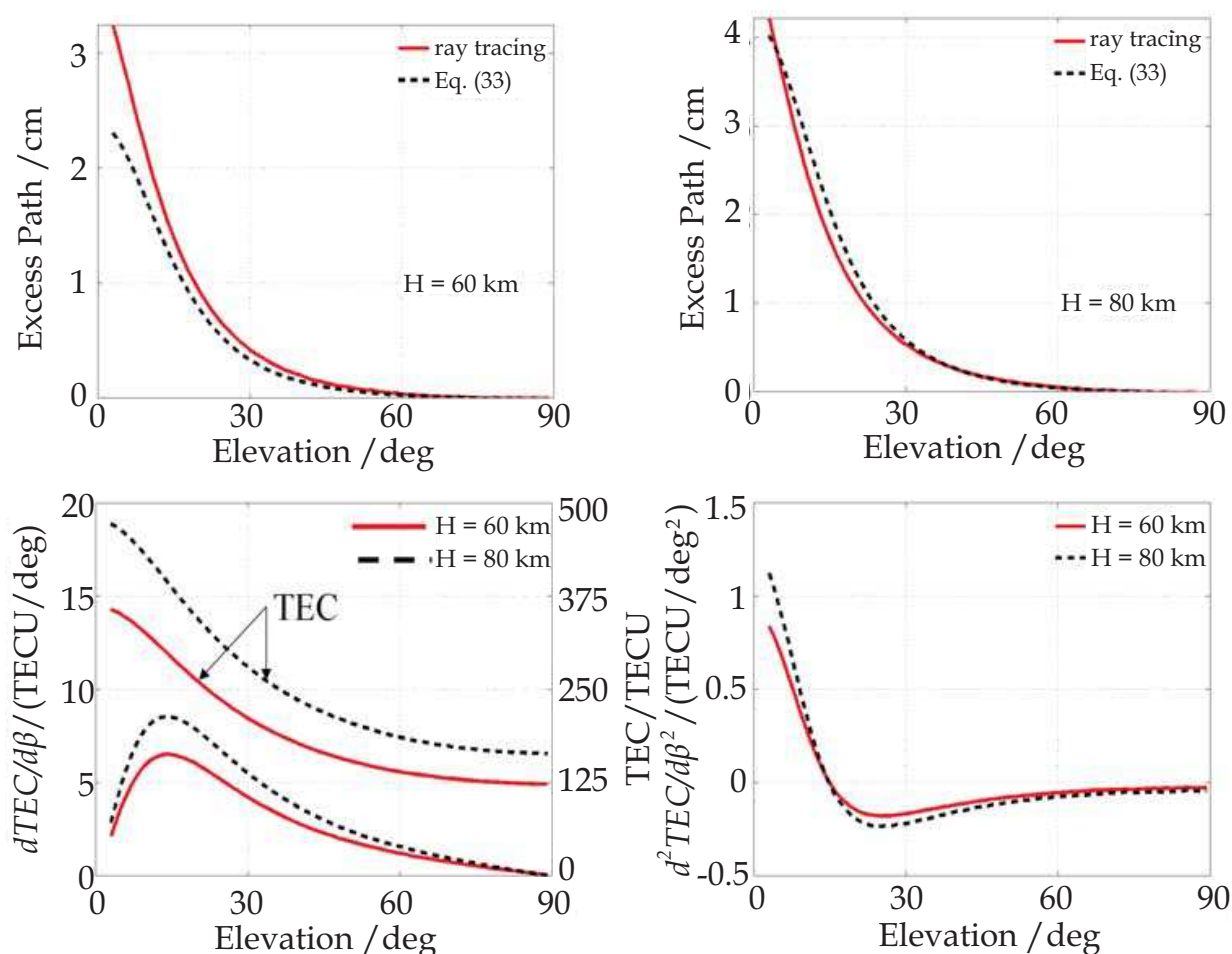 3
2
1
0
0
30
60
90
Excess Path /cm
Elevation /deg
ray tracing
Eq. (33)
H = 60 km
4
3
2
1
0
0
30
60
90
Excess Path /cm
Elevation /deg
ray tracing
Eq. (33)
H = 80 km
20
15
10
5
0
500
375
250
125
0
0
30
60
90
dTEC/dβ/(TECU/deg)
TEC/TECU
Elevation /deg
H = 60 km
H = 80 km
TEC
1.5
1
0.5
0
-0.5
0
30
60
90
d²TEC/dβ²/(TECU/deg²)
Elevation /deg
H = 60 km
H = 80 km